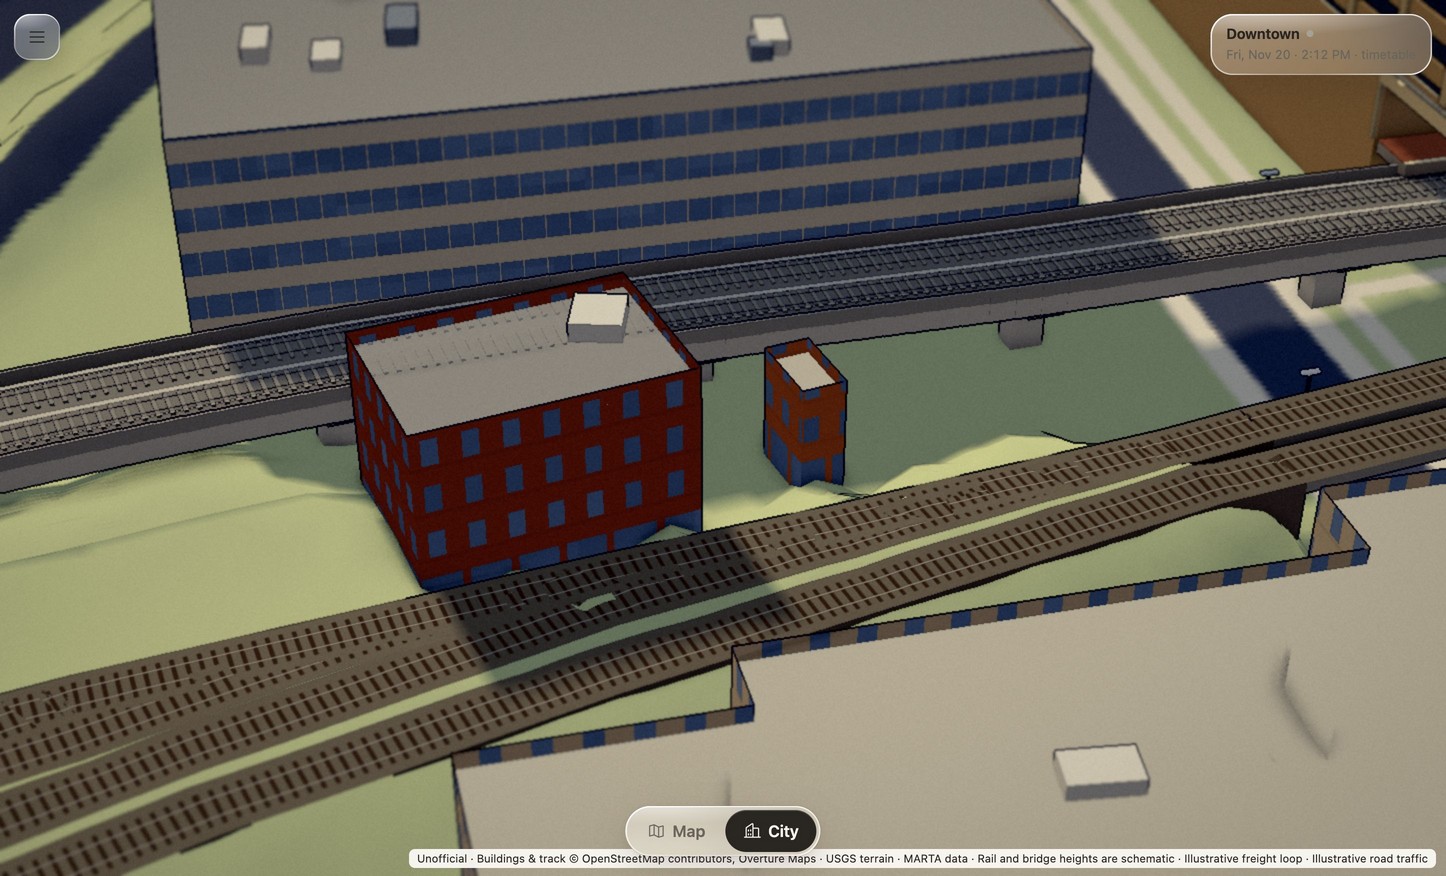 Downtown
Fri, Nov 20 · 2:12 PM · timetable
Map
City
Unofficial · Buildings & track © OpenStreetMap contributors, Overture Maps · USGS terrain · MARTA data · Rail and bridge heights are schematic · Illustrative freight loop · Illustrative road traffic